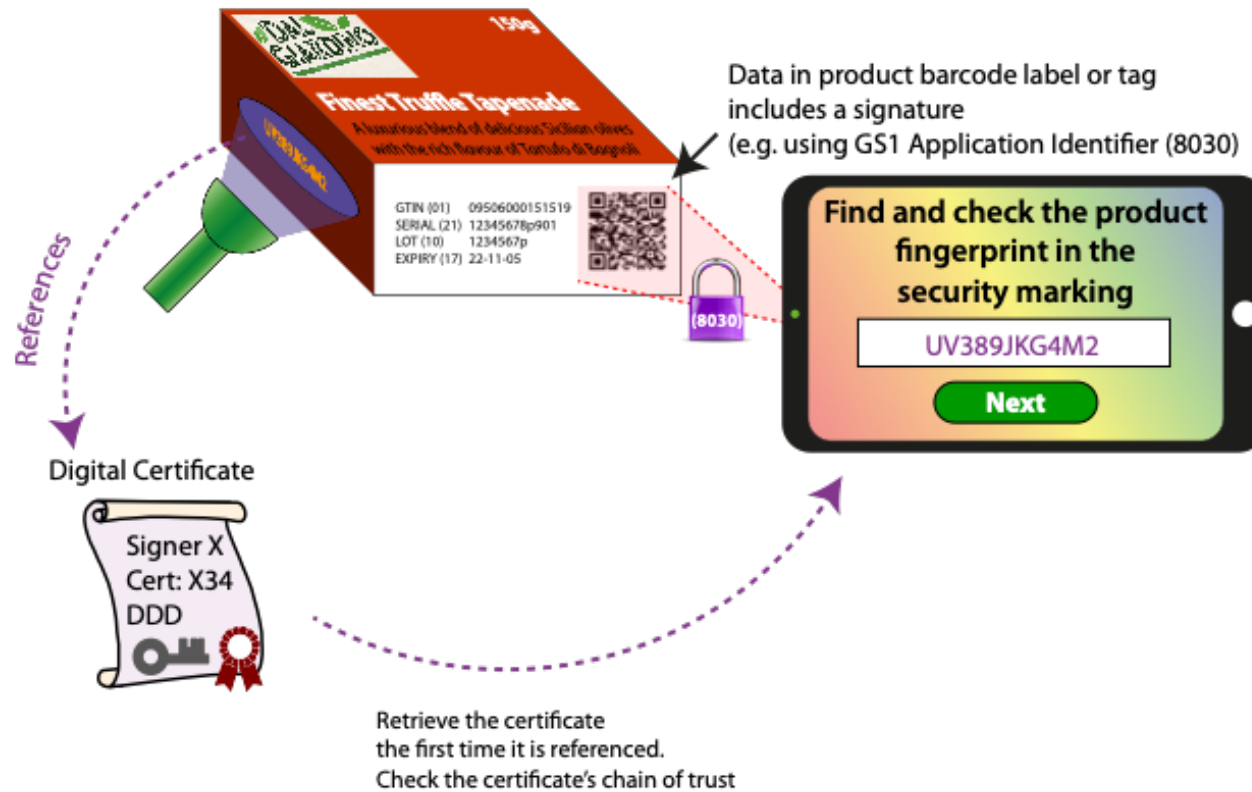 DAL GIARDINO
150g
Finest Truffle Tapenade
A luxurious blend of delicious Sicilian olives
with the rich flavour of Tartufo di Bagnoli
UV389JKG4M2
Data in product barcode label or tag
includes a signature
(e.g. using GS1 Application Identifier (8030)
GTIN (01) 09506000151519
SERIAL (21) 12345678p901
LOT (10) 1234567p
EXPIRY (17) 22-11-05
(8030)
Find and check the product
fingerprint in the
security marking
UV389JKG4M2
Next
References
Digital Certificate
Signer X
Cert: X34
DDD
Retrieve the certificate
the first time it is referenced.
Check the certificate’s chain of trust